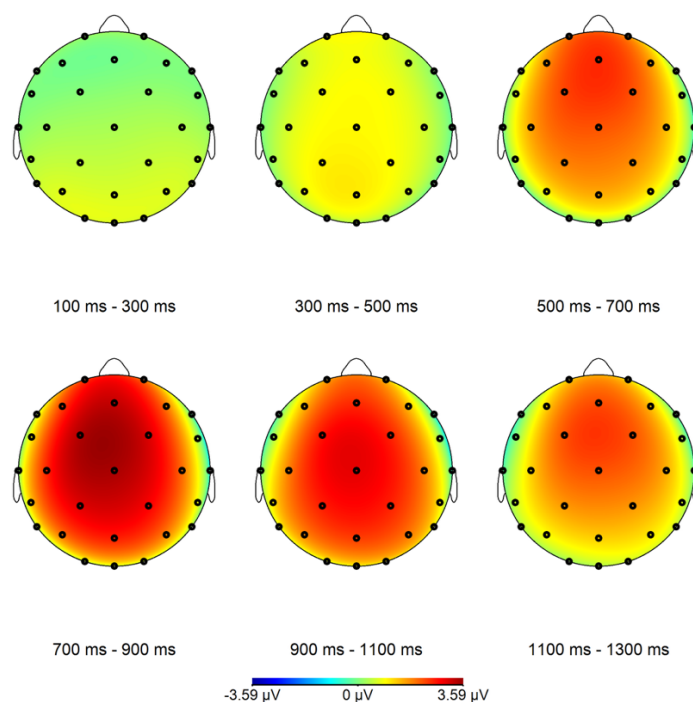 100 ms - 300 ms
300 ms - 500 ms
500 ms - 700 ms
700 ms - 900 ms
900 ms - 1100 ms
1100 ms - 1300 ms
-3.59 µV
0 µV
3.59 µV